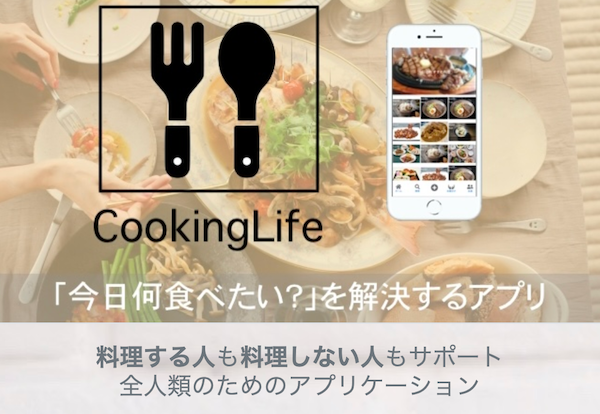 CookingLife
「今日何食べたい?」を解決するアプリ
料理する人も料理しない人もサポート
全人類のためのアプリケーション